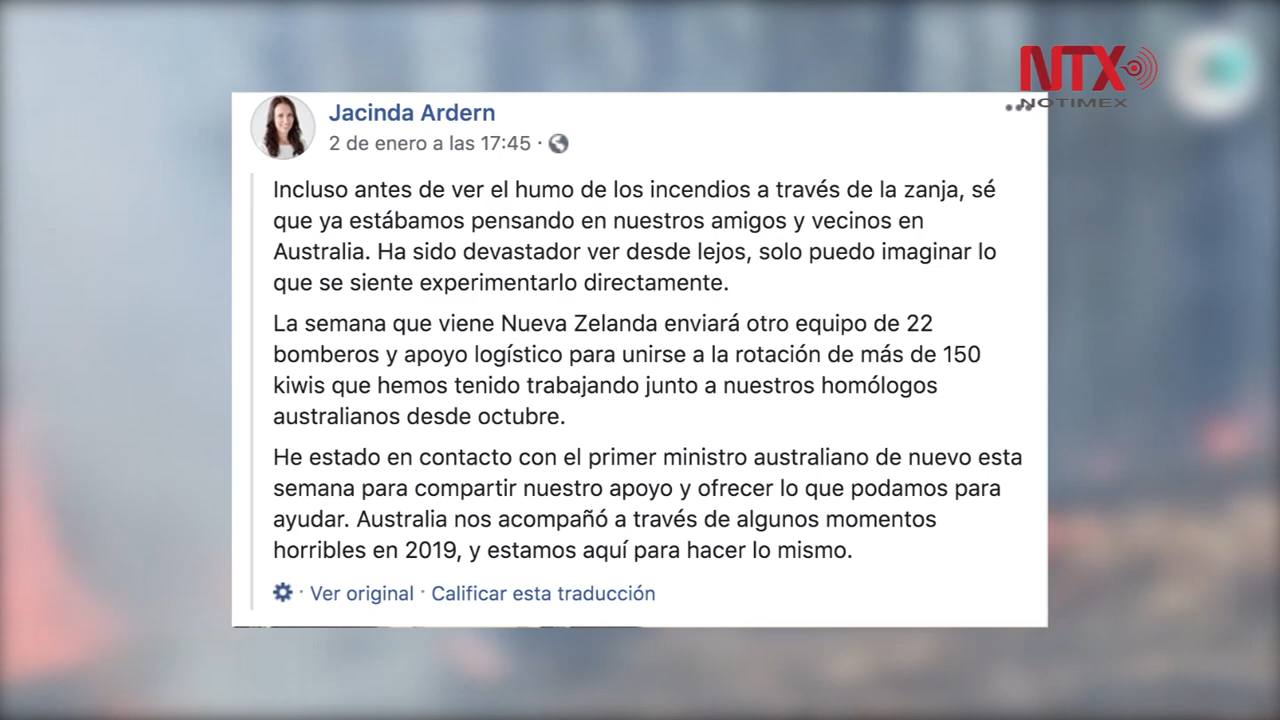 NTX
NOTIMEX
Jacinda Ardern
2 de enero a las 17:45 ·
Incluso antes de ver el humo de los incendios a través de la zanja, sé
que ya estábamos pensando en nuestros amigos y vecinos en
Australia. Ha sido devastador ver desde lejos, solo puedo imaginar lo
que se siente experimentarlo directamente.
La semana que viene Nueva Zelanda enviará otro equipo de 22
bomberos y apoyo logístico para unirse a la rotación de más de 150
kiwis que hemos tenido trabajando junto a nuestros homólogos
australianos desde octubre.
He estado en contacto con el primer ministro australiano de nuevo esta
semana para compartir nuestro apoyo y ofrecer lo que podamos para
ayudar. Australia nos acompañó a través de algunos momentos
horribles en 2019, y estamos aquí para hacer lo mismo.
· Ver original · Calificar esta traducción